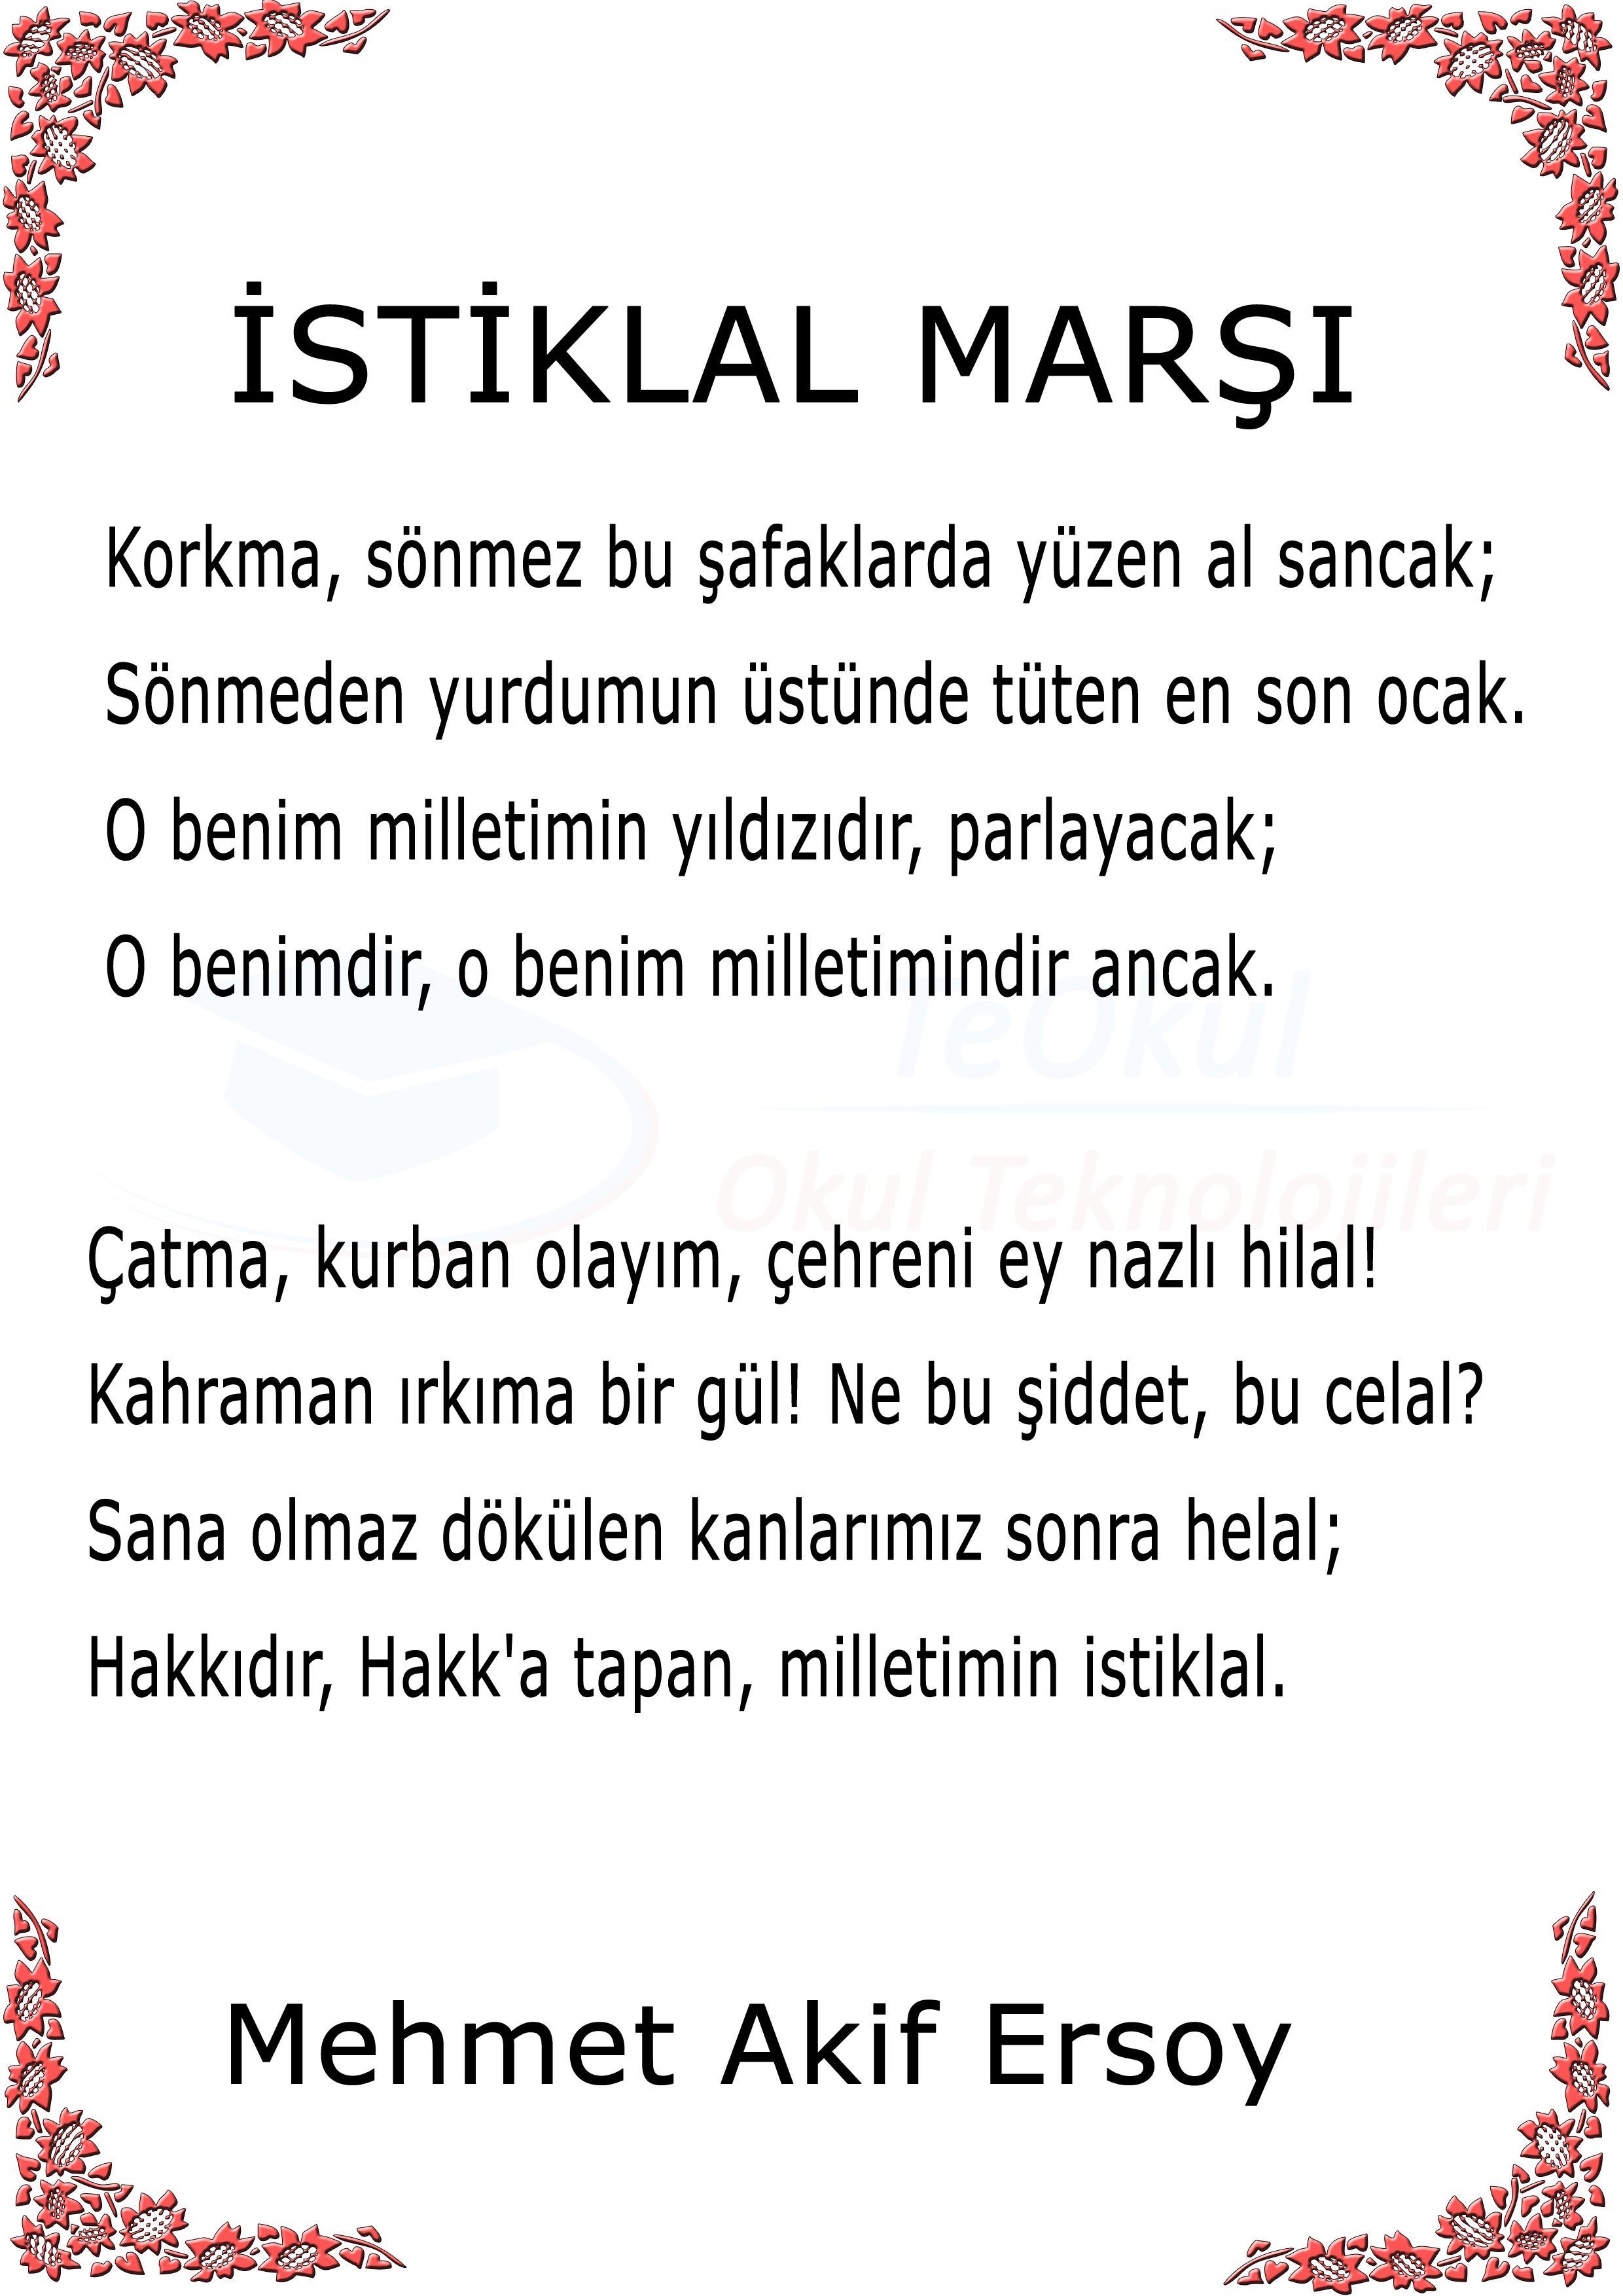 İSTİKLAL MARŞI
Korkma, sönmez bu şafaklarda yüzen al sancak;
Sönmeden yurdumun üstünde tüten en son ocak.
O benim milletimin yıldızıdır, parlayacak;
O benimdir, o benim milletimindir ancak.
TeOkul
Okul Teknolojileri
Çatma, kurban olayım, çehreni ey nazlı hilal!
Kahraman ırkıma bir gül! Ne bu şiddet, bu celal?
Sana olmaz dökülen kanlarımız sonra helal;
Hakkıdır, Hakk'a tapan, milletimin istiklal.
Mehmet Akif Ersoy